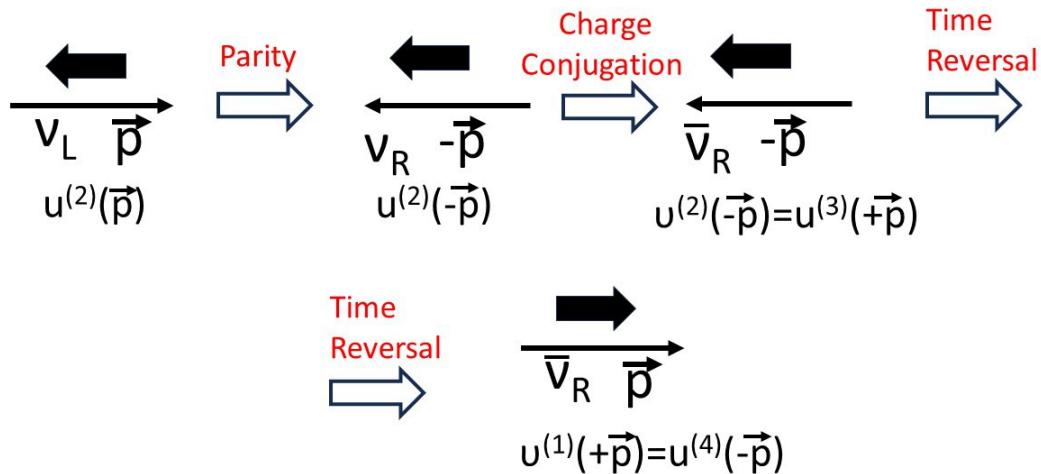 Parity
Charge
Conjugation
Time
Reversal
ν_L p⃗
ν_R -p⃗
ν̄_R -p⃗
u⁽²⁾(p⃗)
u⁽²⁾(-p⃗)
υ⁽²⁾(-p⃗)=u⁽³⁾(+p⃗)
Time
Reversal
ν̄_R p⃗
υ⁽¹⁾(+p⃗)=u⁽⁴⁾(-p⃗)